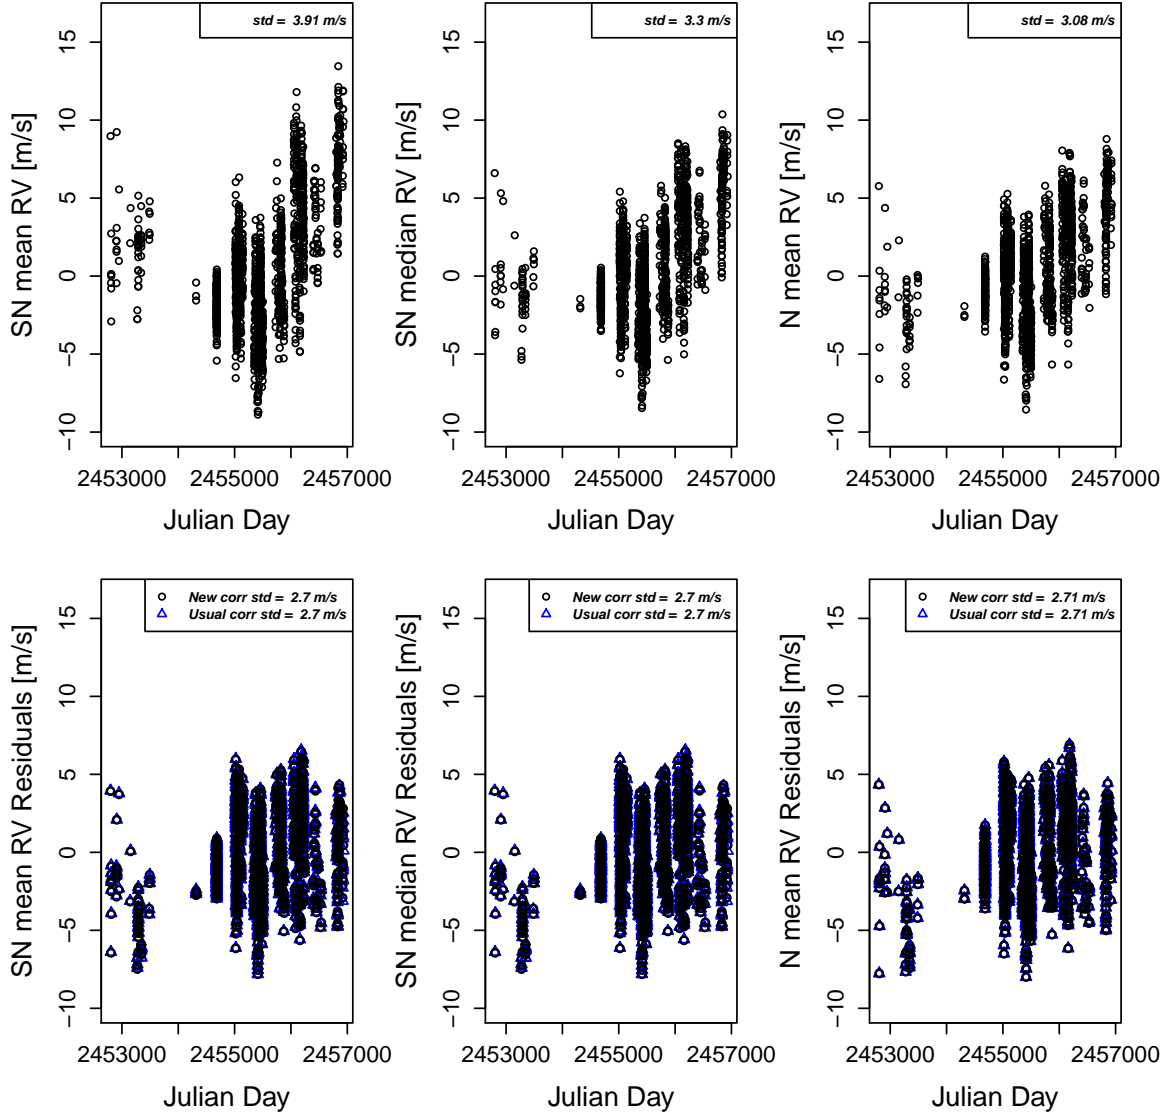 std = 3.91 m/s
SN mean RV [m/s]
15
10
5
0
−5
−10
2453000 2455000 2457000
Julian Day
std = 3.3 m/s
SN median RV [m/s]
15
10
5
0
−5
−10
2453000 2455000 2457000
Julian Day
std = 3.08 m/s
N mean RV [m/s]
15
10
5
0
−5
−10
2453000 2455000 2457000
Julian Day
New corr std = 2.7 m/s
Usual corr std = 2.7 m/s
SN mean RV Residuals [m/s]
15
10
5
0
−5
−10
2453000 2455000 2457000
Julian Day
New corr std = 2.7 m/s
Usual corr std = 2.7 m/s
SN median RV Residuals [m/s]
15
10
5
0
−5
−10
2453000 2455000 2457000
Julian Day
New corr std = 2.71 m/s
Usual corr std = 2.71 m/s
N mean RV Residuals [m/s]
15
10
5
0
−5
−10
2453000 2455000 2457000
Julian Day